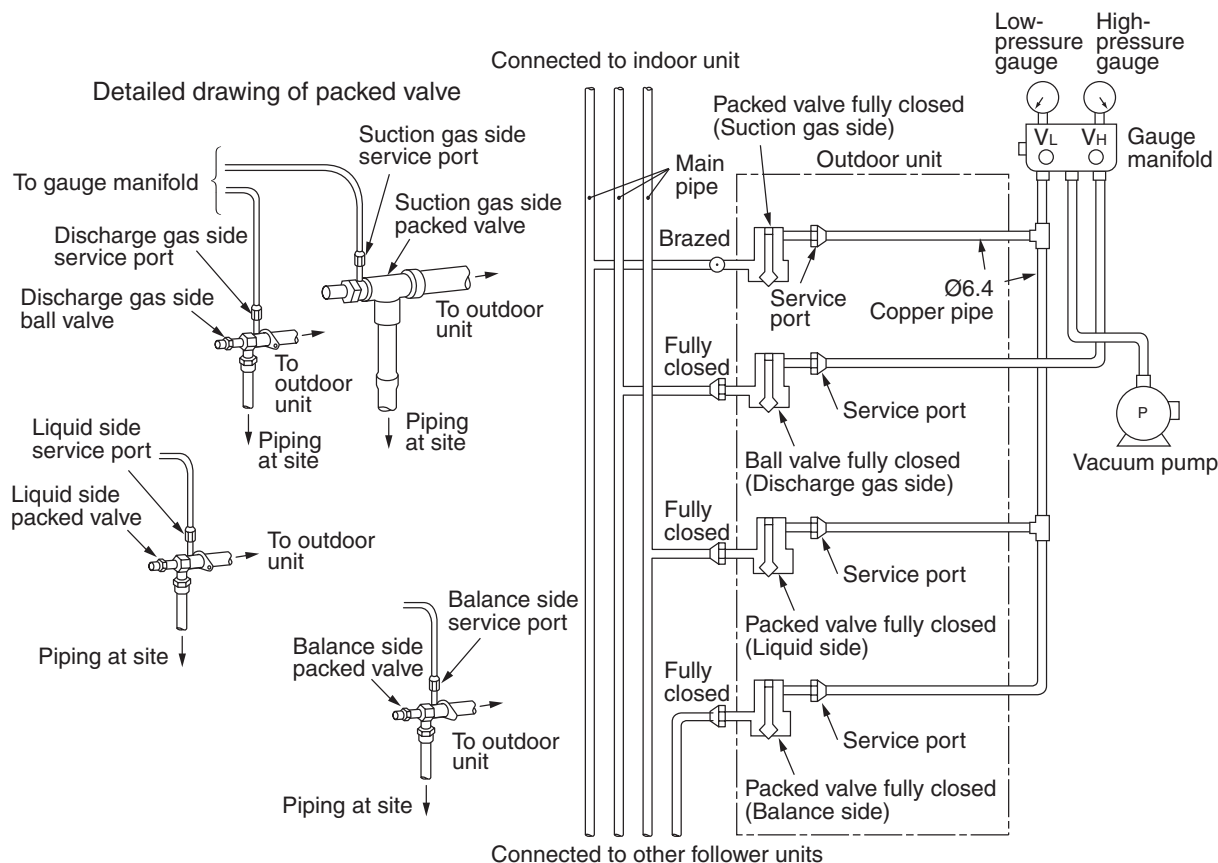 Detailed drawing of packed valve
To gauge manifold
Suction gas side
service port
Suction gas side
packed valve
Discharge gas side
service port
Discharge gas side
ball valve
To outdoor
unit
To
outdoor
unit
Piping
at site
Piping
at site
Liquid side
service port
Liquid side
packed valve
To outdoor
unit
Piping at site
Balance side
service port
Balance side
packed valve
To outdoor
unit
Piping at site
Connected to indoor unit
Main
pipe
Low-
pressure
gauge
High-
pressure
gauge
VL
VH
Gauge
manifold
Packed valve fully closed
(Suction gas side)
Outdoor unit
Brazed
Service
port
Ø6.4
Copper pipe
Fully
closed
Service port
Ball valve fully closed
(Discharge gas side)
P
Vacuum pump
Fully
closed
Service port
Packed valve fully closed
(Liquid side)
Fully
closed
Service port
Packed valve fully closed
(Balance side)
Connected to other follower units